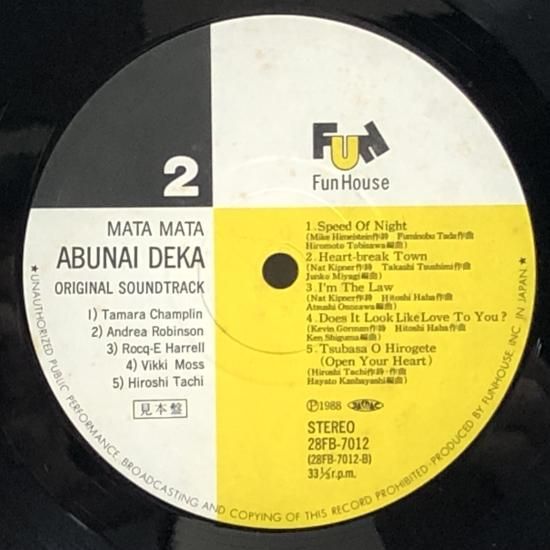 FUN
Fun House
2
MATA MATA
ABUNAI DEKA
ORIGINAL SOUNDTRACK
1) Tamara Champlin
2) Andrea Robinson
3) Rocq-E Harrell
4) Vikki Moss
5) Hiroshi Tachi
見本盤
1. Speed Of Night
(Mike Himelstein作詩 Fuminobu Tada作曲
Hiromoto Tobisawa編曲)
2. Heart-break Town
(Nat Kipner作詩 Takashi Tsushimi作曲
Junko Miyagi編曲)
3. I'm The Law
(Nat Kipner作詩 Hitoshi Haba作曲
Atsushi Onozawa編曲)
4. Does It Look Like Love To You?
(Kevin Gorman作詩 Hitoshi Haba作曲
Ken Shiguma編曲)
5. Tsubasa O Hirogete
(Open Your Heart)
(Hiroshi Tachi作詩・作曲
Hayato Kanbayashi編曲)
Ⓟ1988
STEREO
28FB-7012
(28FB-7012-B)
33⅓r.p.m.
★UNAUTHORIZED PUBLIC PERFORMANCE, BROADCASTING AND COPYING OF THIS RECORD PROHIBITED·PRODUCED BY FUNHOUSE, INC. IN JAPAN★